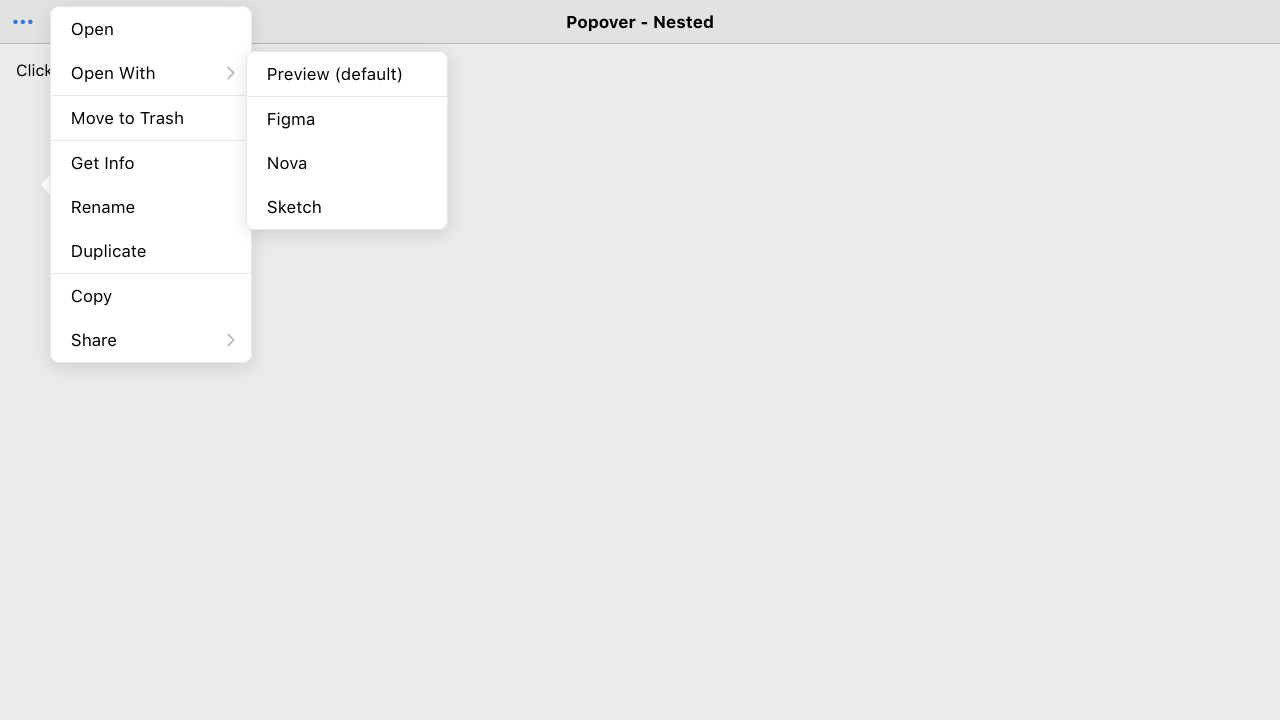 Popover - Nested
Click
Open
Open With
Move to Trash
Get Info
Rename
Duplicate
Copy
Share
Preview (default)
Figma
Nova
Sketch